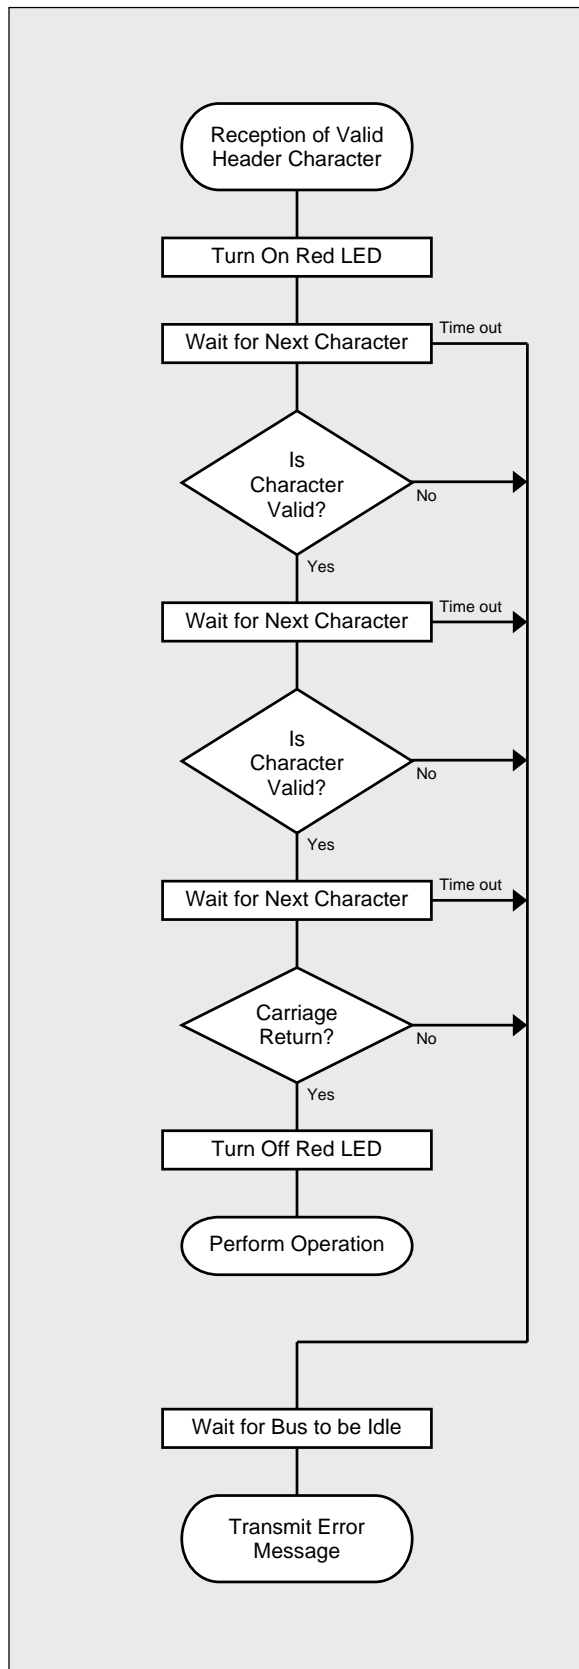 Reception of Valid
Header Character
Turn On Red LED
Wait for Next Character
Time out
Is
Character
Valid?
No
Yes
Wait for Next Character
Time out
Is
Character
Valid?
No
Yes
Wait for Next Character
Time out
Carriage
Return?
No
Yes
Turn Off Red LED
Perform Operation
Wait for Bus to be Idle
Transmit Error
Message